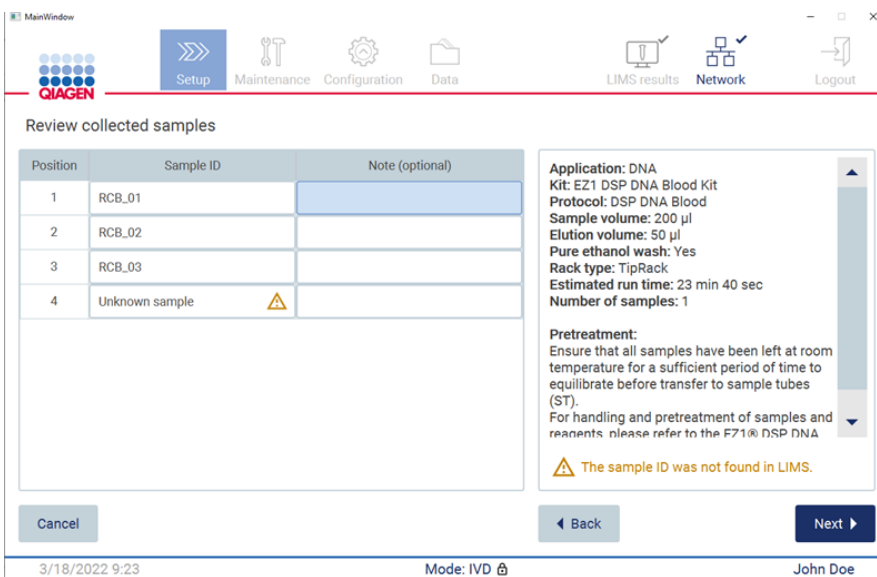 MainWindow
QIAGEN
Setup
Maintenance
Configuration
Data
LIMS results
Network
Logout
Review collected samples
Position Sample ID Note (optional)
1 RCB_01
2 RCB_02
3 RCB_03
4 Unknown sample
Application: DNA
Kit: EZ1 DSP DNA Blood Kit
Protocol: DSP DNA Blood
Sample volume: 200 µl
Elution volume: 50 µl
Pure ethanol wash: Yes
Rack type: TipRack
Estimated run time: 23 min 40 sec
Number of samples: 1
Pretreatment:
Ensure that all samples have been left at room
temperature for a sufficient period of time to
equilibrate before transfer to sample tubes
(ST).
For handling and pretreatment of samples and
reagents, please refer to the EZ1® DSP DNA
The sample ID was not found in LIMS.
Cancel
Back
Next
3/18/2022 9:23
Mode: IVD
John Doe